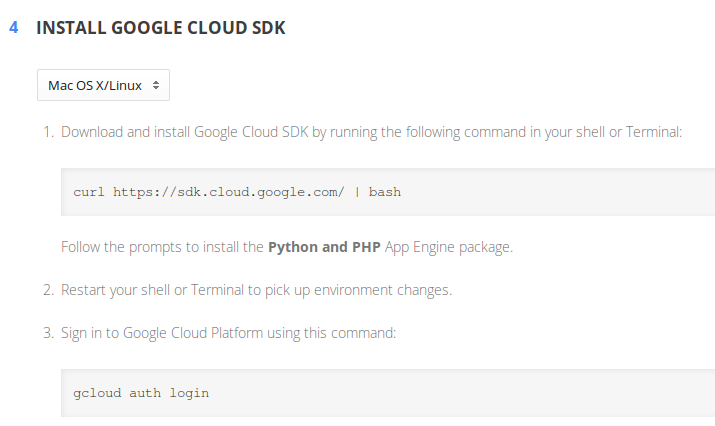 4 INSTALL GOOGLE CLOUD SDK
Mac OS X/Linux
1. Download and install Google Cloud SDK by running the following command in your shell or Terminal:
curl https://sdk.cloud.google.com/ | bash
Follow the prompts to install the Python and PHP App Engine package.
2. Restart your shell or Terminal to pick up environment changes.
3. Sign in to Google Cloud Platform using this command:
gcloud auth login